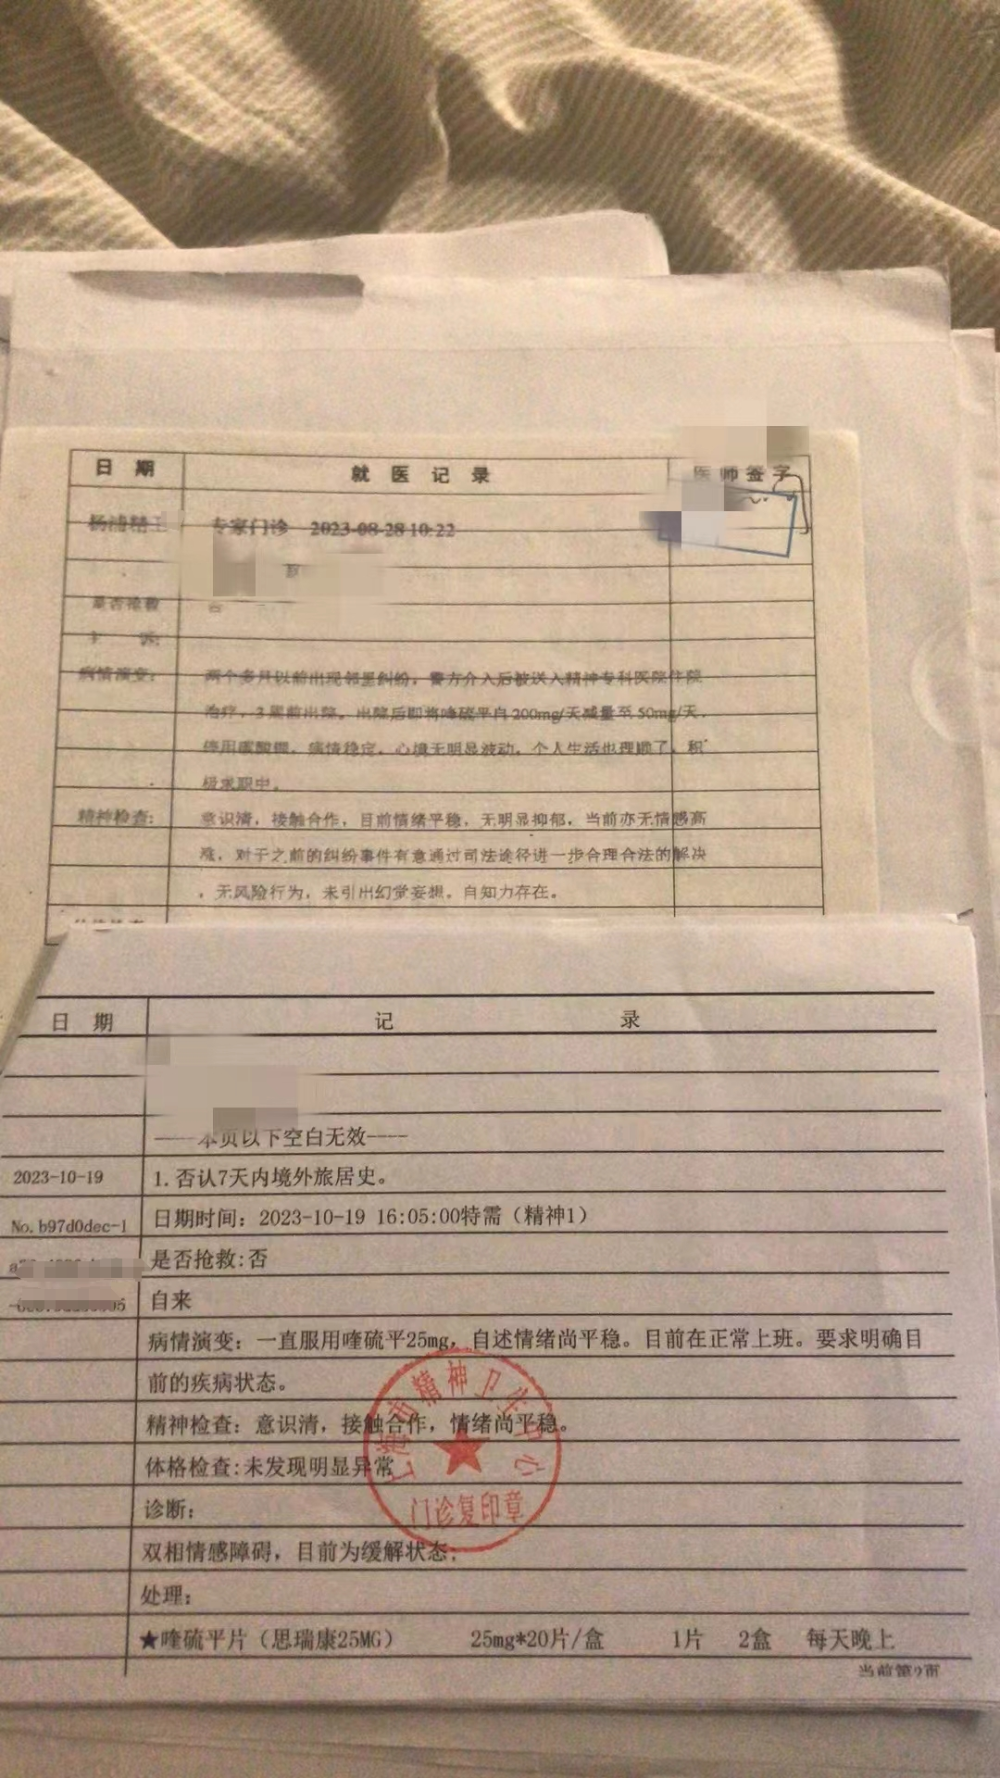 日 期 就 医 记 录 医 师 签 字
杨浦精卫 专家门诊 2023-08-28 10:22
是否抢救 否
主 诉:
病情演变: 两个多月以前出现邻里纠纷,警方介入后被送入精神专科医院住院
治疗,3周前出院。出院后即将喹硫平自200mg/天减量至50mg/天,
停用碳酸锂,病情稳定,心境无明显波动,个人生活也理顺了,积
极求职中。
精神检查: 意识清,接触合作,目前情绪平稳,无明显抑郁,当前亦无情感高
涨,对于之前的纠纷事件有意通过司法途径进一步合理合法的解决
,无风险行为,未引出幻觉妄想。自知力存在。
日 期 记 录
----本页以下空白无效----
2023-10-19 1.否认7天内境外旅居史。
No.b97d0dec-1 日期时间:2023-10-19 16:05:00特需(精神1)
是否抢救:否
自来
病情演变:一直服用喹硫平25mg,自述情绪尚平稳。目前在正常上班。要求明确目
前的疾病状态。
精神检查:意识清,接触合作,情绪尚平稳。
体格检查:未发现明显异常
诊断:
双相情感障碍,目前为缓解状态;
处理:
★喹硫平片(思瑞康25MG) 25mg*20片/盒 1片 2盒 每天晚上
当前第2页
上海市精神卫生中心
门诊复印章